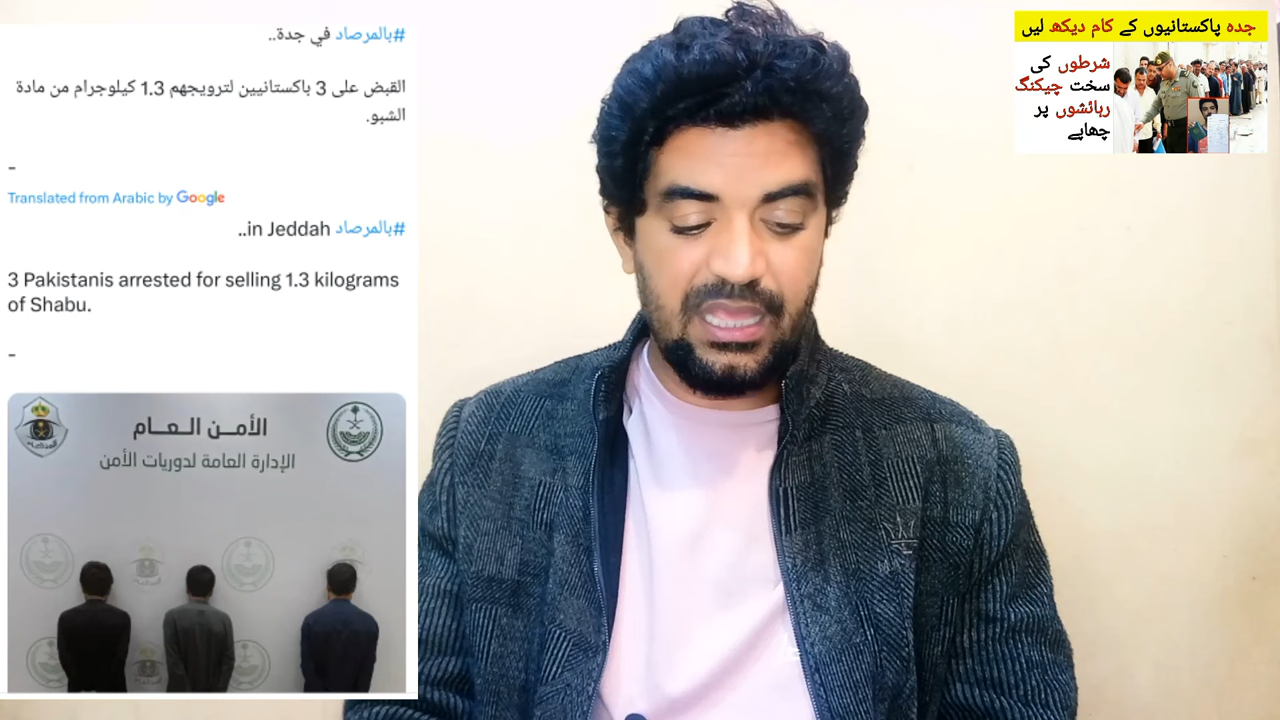 #بالمرصاد في جدة..
القبض على 3 باكستانيين لترويجهم 1.3 كيلوجرام من مادة
الشبو.
-
Translated from Arabic by Google
..in Jeddah #بالمرصاد
3 Pakistanis arrested for selling 1.3 kilograms
of Shabu.
-
الأمــن الـعــام
الإدارة العامة لدوريات الأمن
جدہ پاکستانیوں کے کام دیکھ لیں
شرطوں کی
سخت چیکنگ
رہائشوں پر
چھاپے